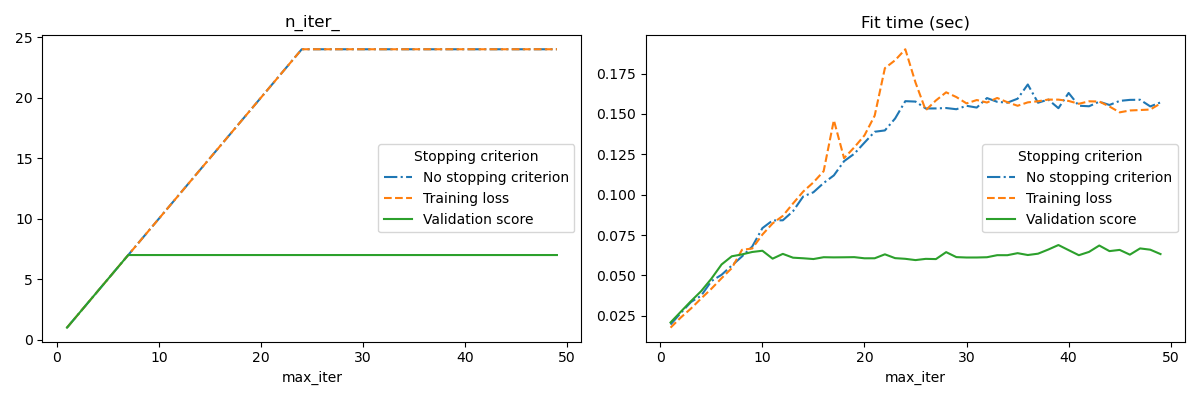 n_iter_
25
20
15
10
5
0
0 10 20 30 40 50
max_iter
Stopping criterion
No stopping criterion
Training loss
Validation score
Fit time (sec)
0.175
0.150
0.125
0.100
0.075
0.050
0.025
0 10 20 30 40 50
max_iter
Stopping criterion
No stopping criterion
Training loss
Validation score